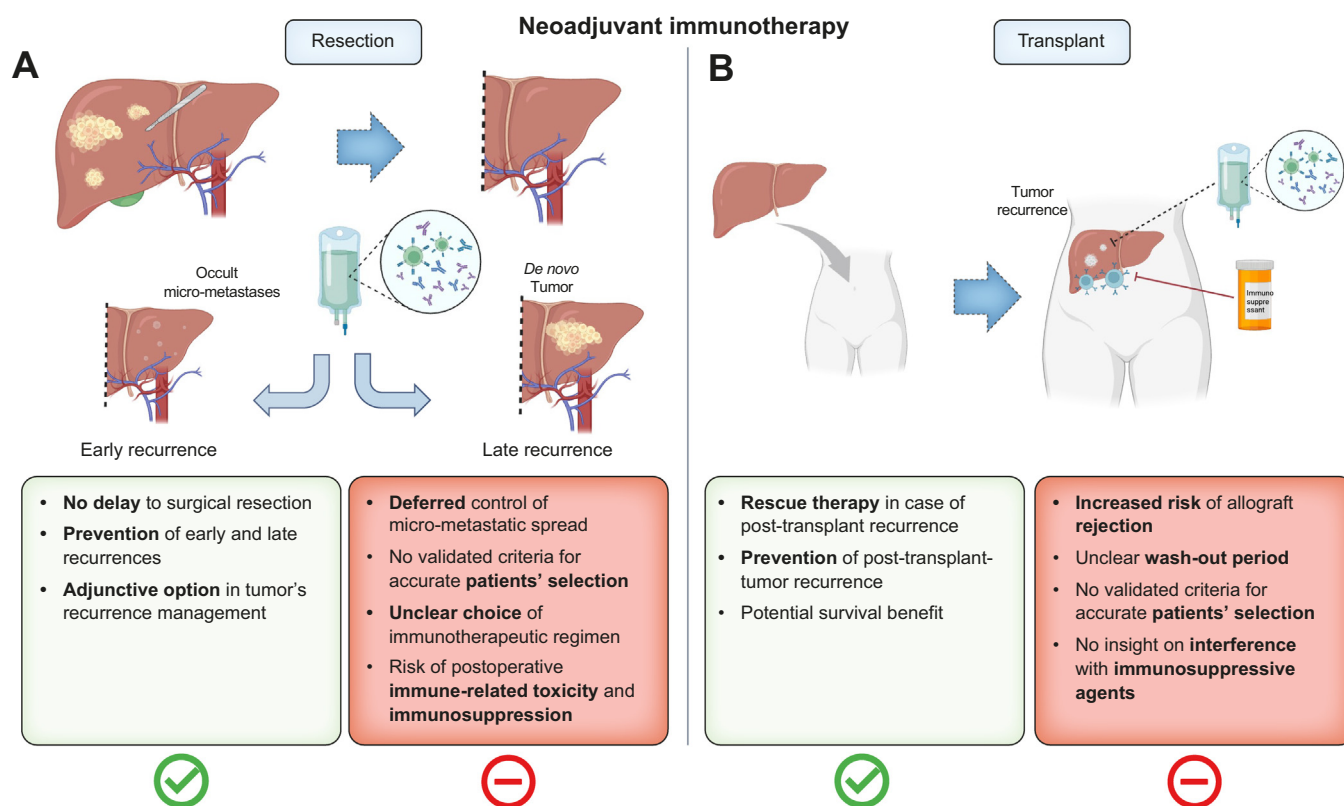 Neoadjuvant immunotherapy
A
Resection
Occult
micro-metastases
De novo
Tumor
Early recurrence
Late recurrence
• No delay to surgical resection
• Prevention of early and late
recurrences
• Adjunctive option in tumor's
recurrence management
• Deferred control of
micro-metastatic spread
• No validated criteria for
accurate patients' selection
• Unclear choice of
immunotherapeutic regimen
• Risk of postoperative
immune-related toxicity and
immunosuppression
B
Transplant
Tumor
recurrence
Immuno
suppre
ssant
• Rescue therapy in case of
post-transplant recurrence
• Prevention of post-transplant-
tumor recurrence
• Potential survival benefit
• Increased risk of allograft
rejection
• Unclear wash-out period
• No validated criteria for
accurate patients' selection
• No insight on interference
with immunosuppressive
agents